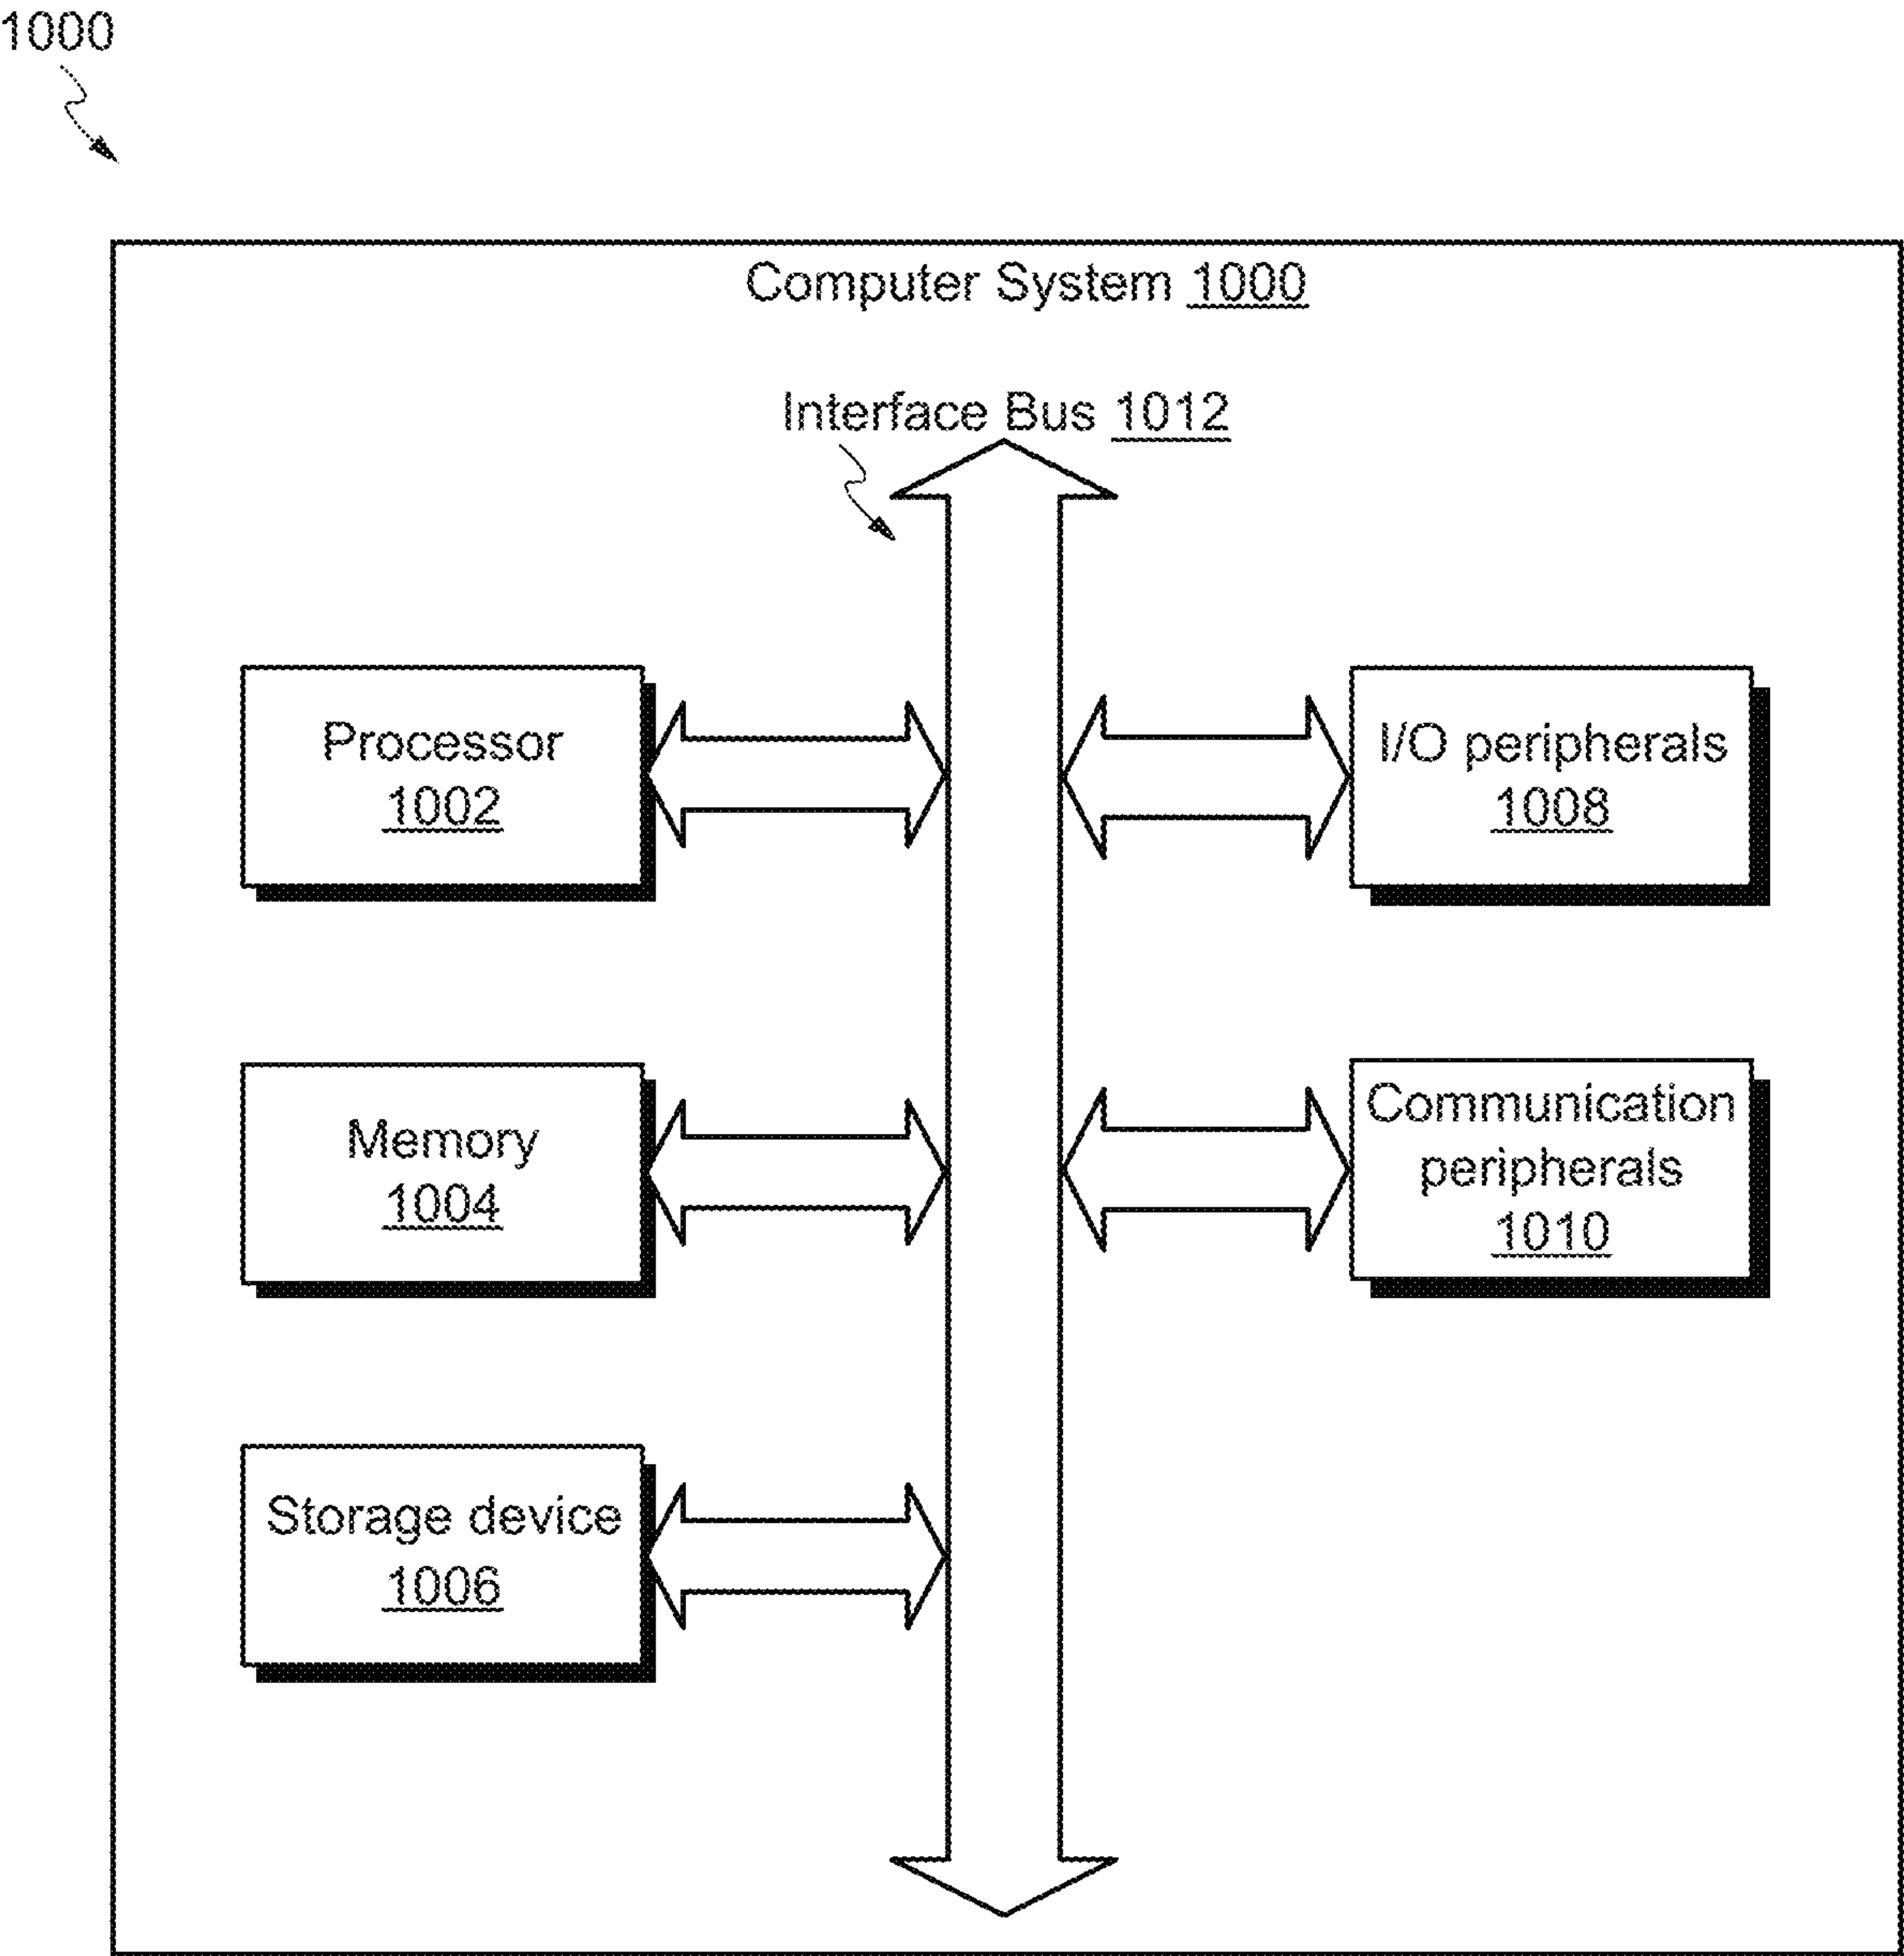 1000
Computer System 1000
Interface Bus 1012
Processor
1002
I/O peripherals
1008
Memory
1004
Communication
peripherals
1010
Storage device
1006